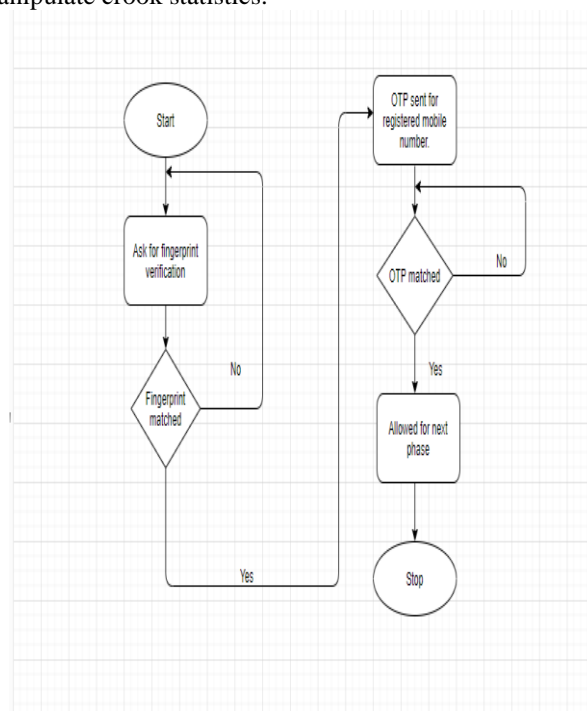 Start
Ask for fingerprint
verification
No
Fingerprint
matched
Yes
OTP sent for
registered mobile
number.
No
OTP matched
Yes
Allowed for next
phase
Stop